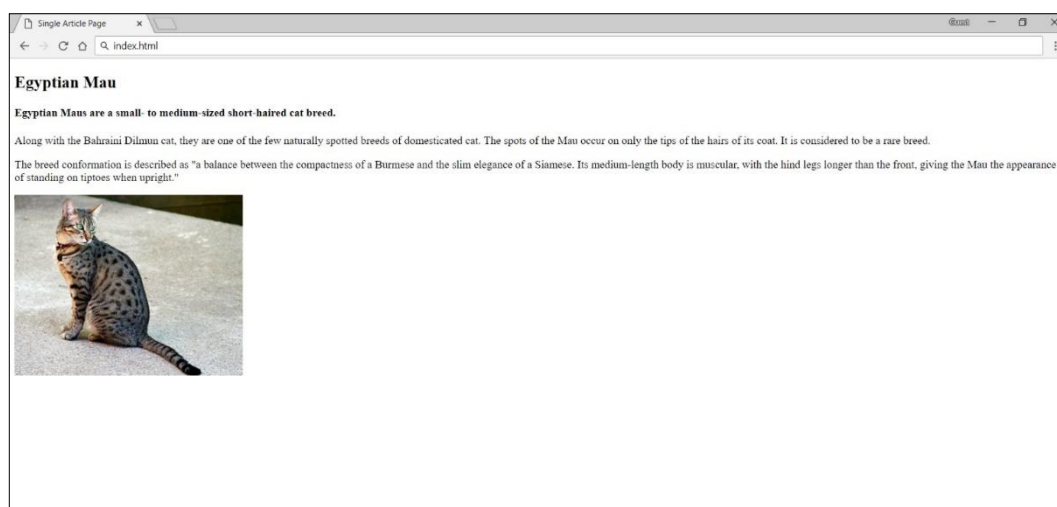 Single Article Page
index.html
Egyptian Mau
Egyptian Maus are a small- to medium-sized short-haired cat breed.
Along with the Bahraini Dilmun cat, they are one of the few naturally spotted breeds of domesticated cat. The spots of the Mau occur on only the tips of the hairs of its coat. It is considered to be a rare breed.
The breed conformation is described as "a balance between the compactness of a Burmese and the slim elegance of a Siamese. Its medium-length body is muscular, with the hind legs longer than the front, giving the Mau the appearance
of standing on tiptoes when upright."